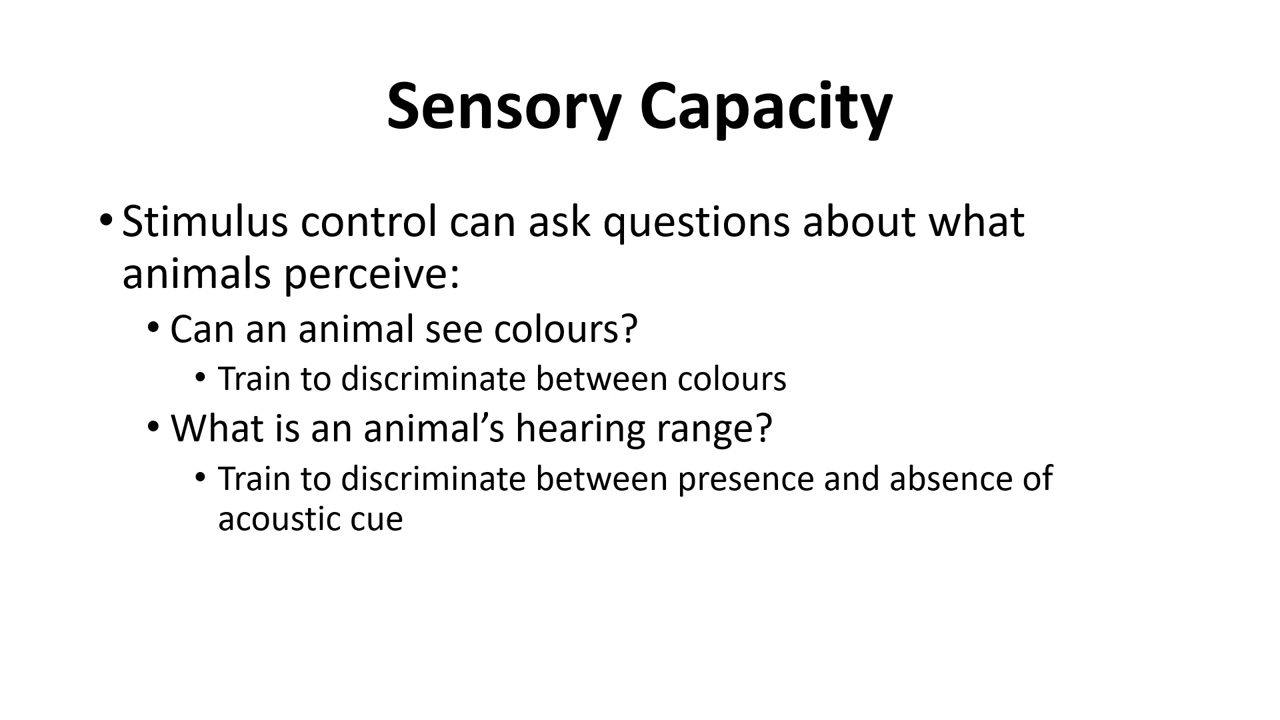 Sensory Capacity
• Stimulus control can ask questions about what
animals perceive:
• Can an animal see colours?
• Train to discriminate between colours
• What is an animal’s hearing range?
• Train to discriminate between presence and absence of
acoustic cue